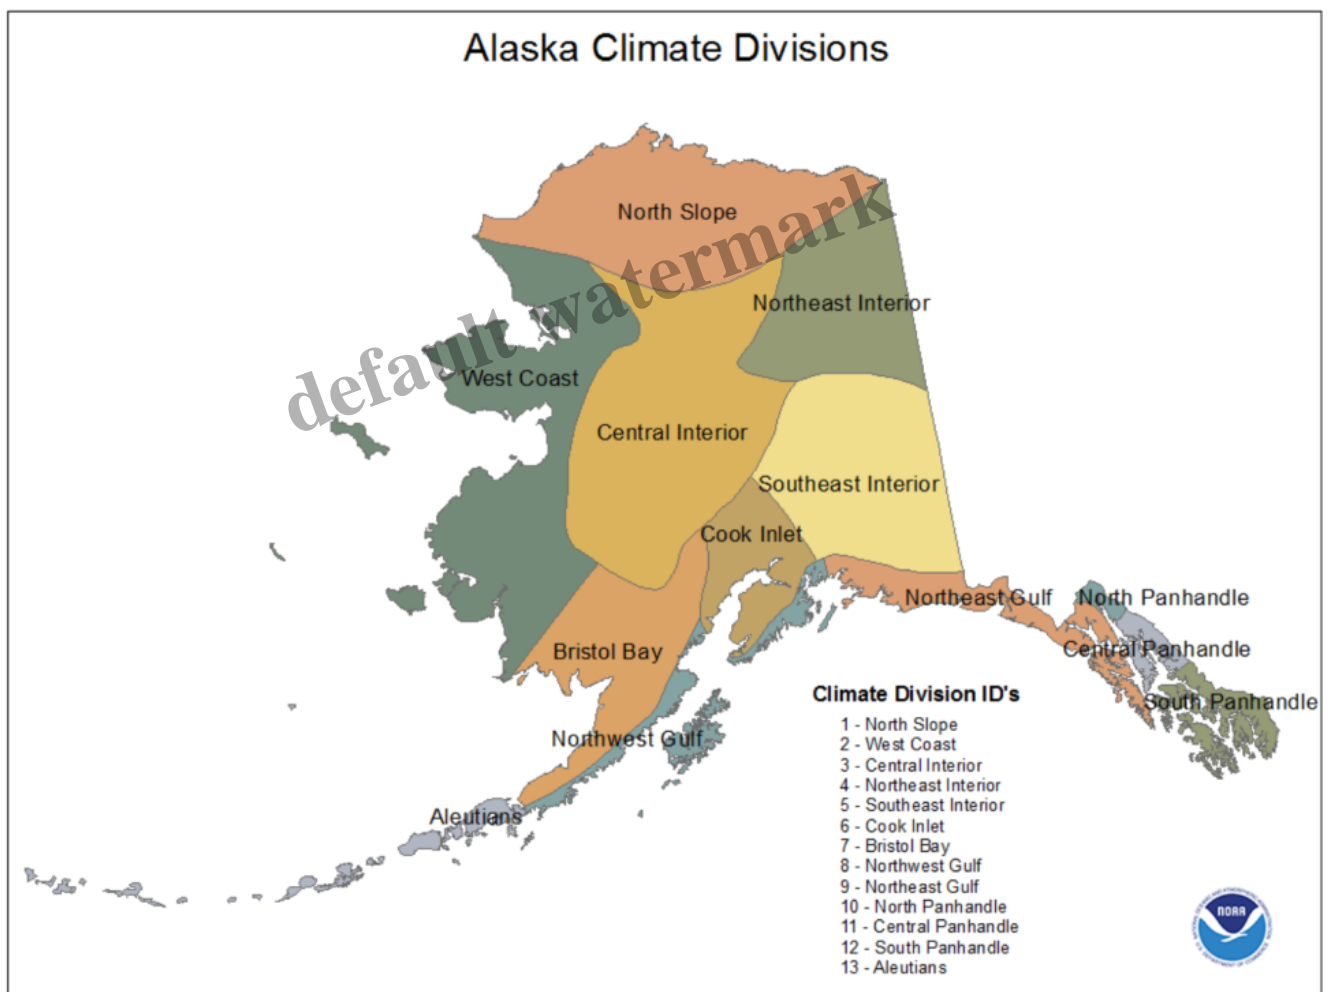 Alaska Climate Divisions
North Slope
default watermark
Northeast Interior
West Coast
Central Interior
Southeast Interior
Cook Inlet
Northeast Gulf
North Panhandle
Bristol Bay
Central Panhandle
South Panhandle
Northwest Gulf
Aleutians
Climate Division ID's
1 - North Slope
2 - West Coast
3 - Central Interior
4 - Northeast Interior
5 - Southeast Interior
6 - Cook Inlet
7 - Bristol Bay
8 - Northwest Gulf
9 - Northeast Gulf
10 - North Panhandle
11 - Central Panhandle
12 - South Panhandle
13 - Aleutians
NOAA